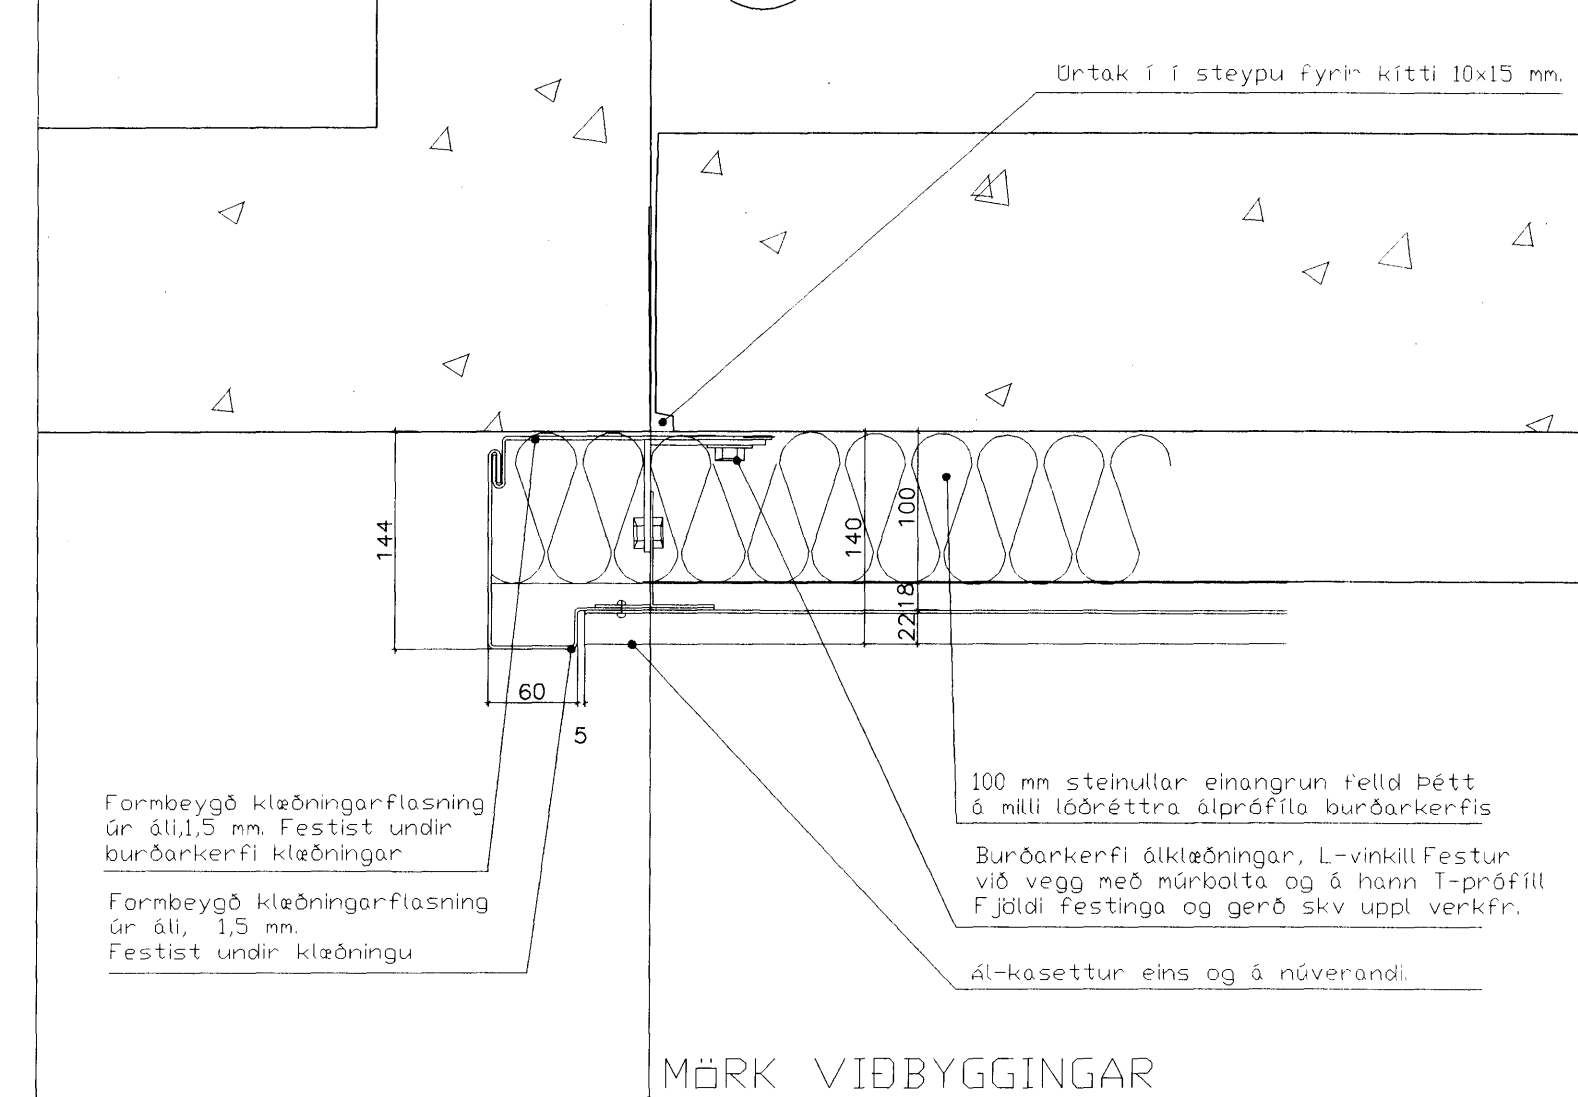 Úrtak í í steypu fyrir kítti 10x15 mm.
144
140
100
18
22
60
5
Formbeygð klæðningarflasning
úr áli,1,5 mm. Festist undir
burðarkerfi klæðningar
Formbeygð klæðningarflasning
úr áli, 1,5 mm.
Festist undir klæðningu
100 mm steinullar einangrun felld Þétt
á milli lóðréttra álprófíla burðarkerfis
Burðarkerfi álklæðningar, L-vinkill Festur
við vegg með múrbolta og á hann T-prófíll
Fjöldi festinga og gerð skv uppl verkfr.
Ál-kasettur eins og á núverandi.
MÖRK VIÐBYGGINGAR